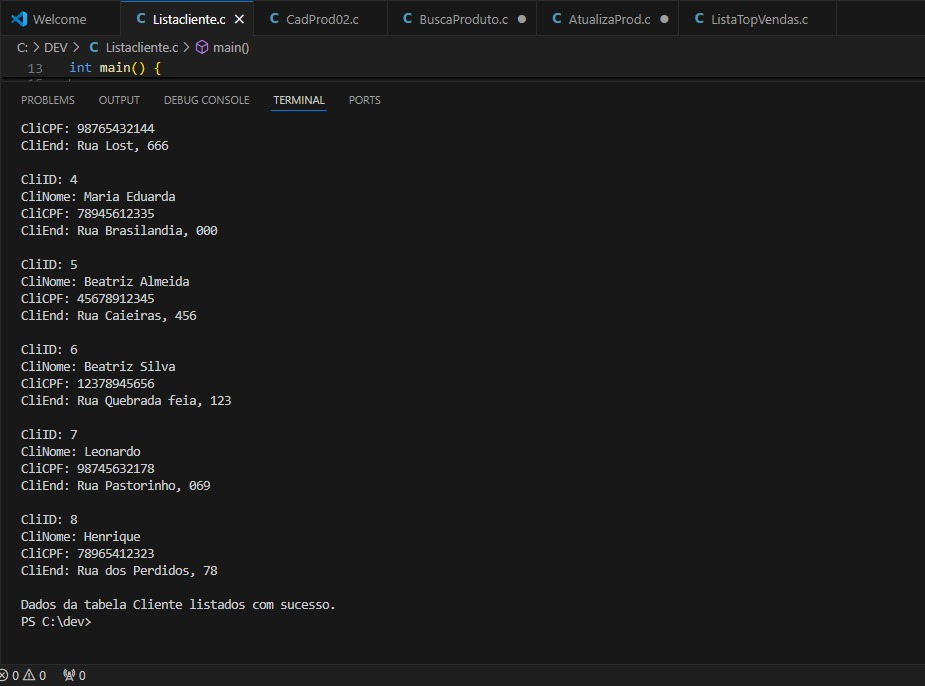 Welcome Listacliente.c CadProd02.c BuscaProduto.c AtualizaProd.c ListaTopVendas.c
C: > DEV > C Listacliente.c > main()
13 int main() {
PROBLEMS OUTPUT DEBUG CONSOLE TERMINAL PORTS
CliCPF: 98765432144
CliEnd: Rua Lost, 666
CliID: 4
CliNome: Maria Eduarda
CliCPF: 78945612335
CliEnd: Rua Brasilandia, 000
CliID: 5
CliNome: Beatriz Almeida
CliCPF: 45678912345
CliEnd: Rua Caieiras, 456
CliID: 6
CliNome: Beatriz Silva
CliCPF: 12378945656
CliEnd: Rua Quebrada feia, 123
CliID: 7
CliNome: Leonardo
CliCPF: 98745632178
CliEnd: Rua Pastorinho, 069
CliID: 8
CliNome: Henrique
CliCPF: 78965412323
CliEnd: Rua dos Perdidos, 78
Dados da tabela Cliente listados com sucesso.
PS C:\dev>
0 0 0